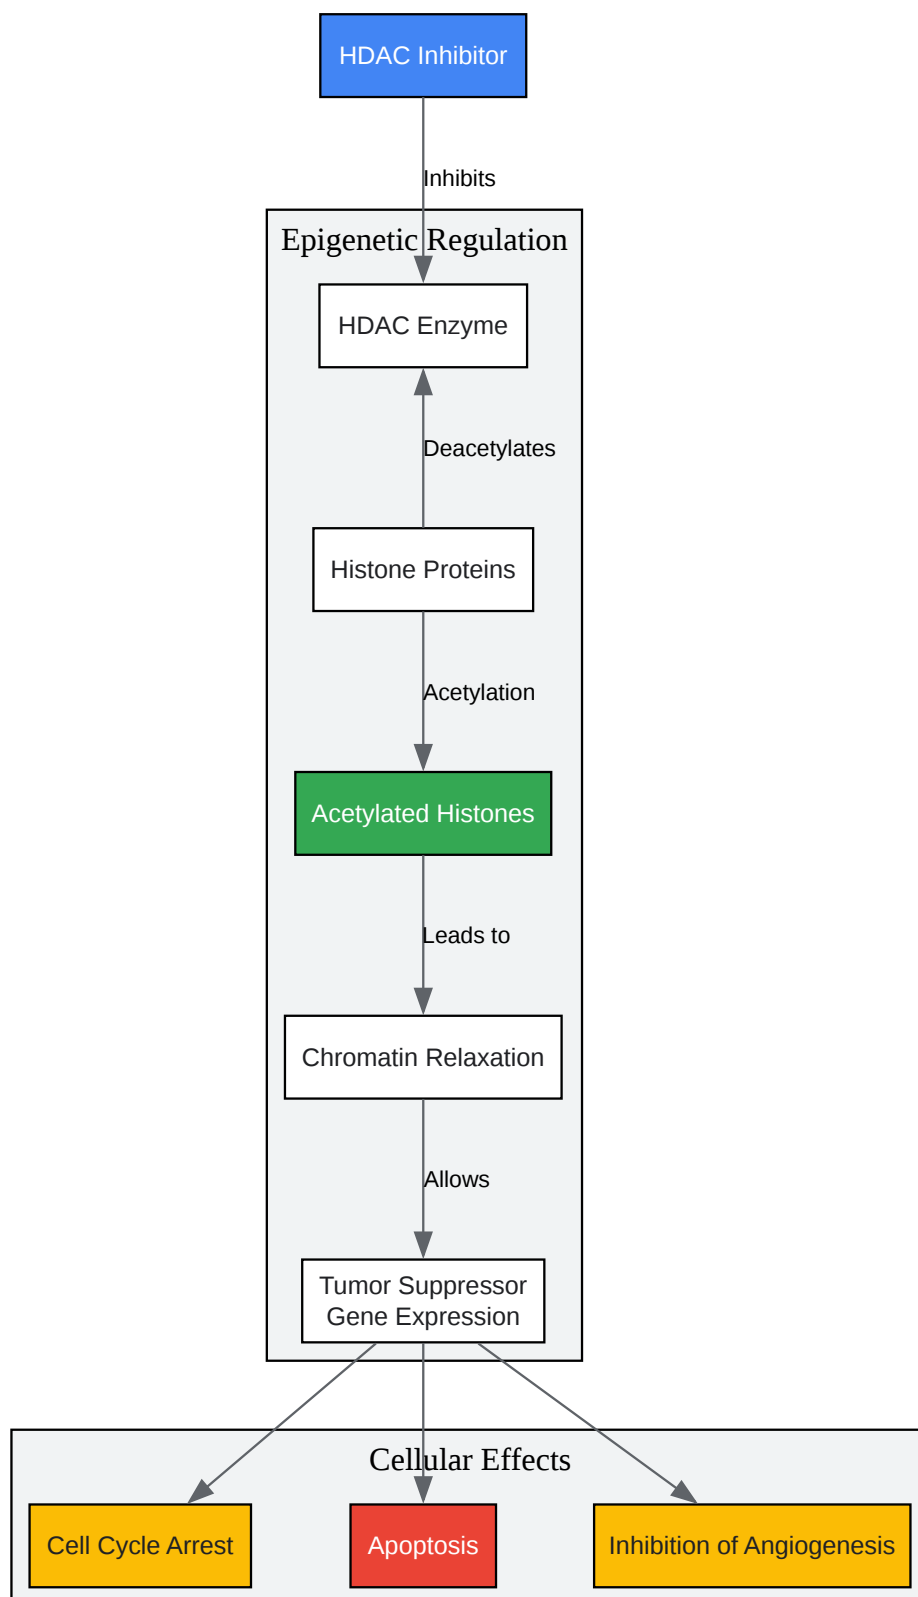 HDAC Inhibitor
Inhibits
Epigenetic Regulation
HDAC Enzyme
Deacetylates
Histone Proteins
Acetylation
Acetylated Histones
Leads to
Chromatin Relaxation
Allows
Tumor Suppressor
Gene Expression
Cellular Effects
Cell Cycle Arrest
Apoptosis
Inhibition of Angiogenesis